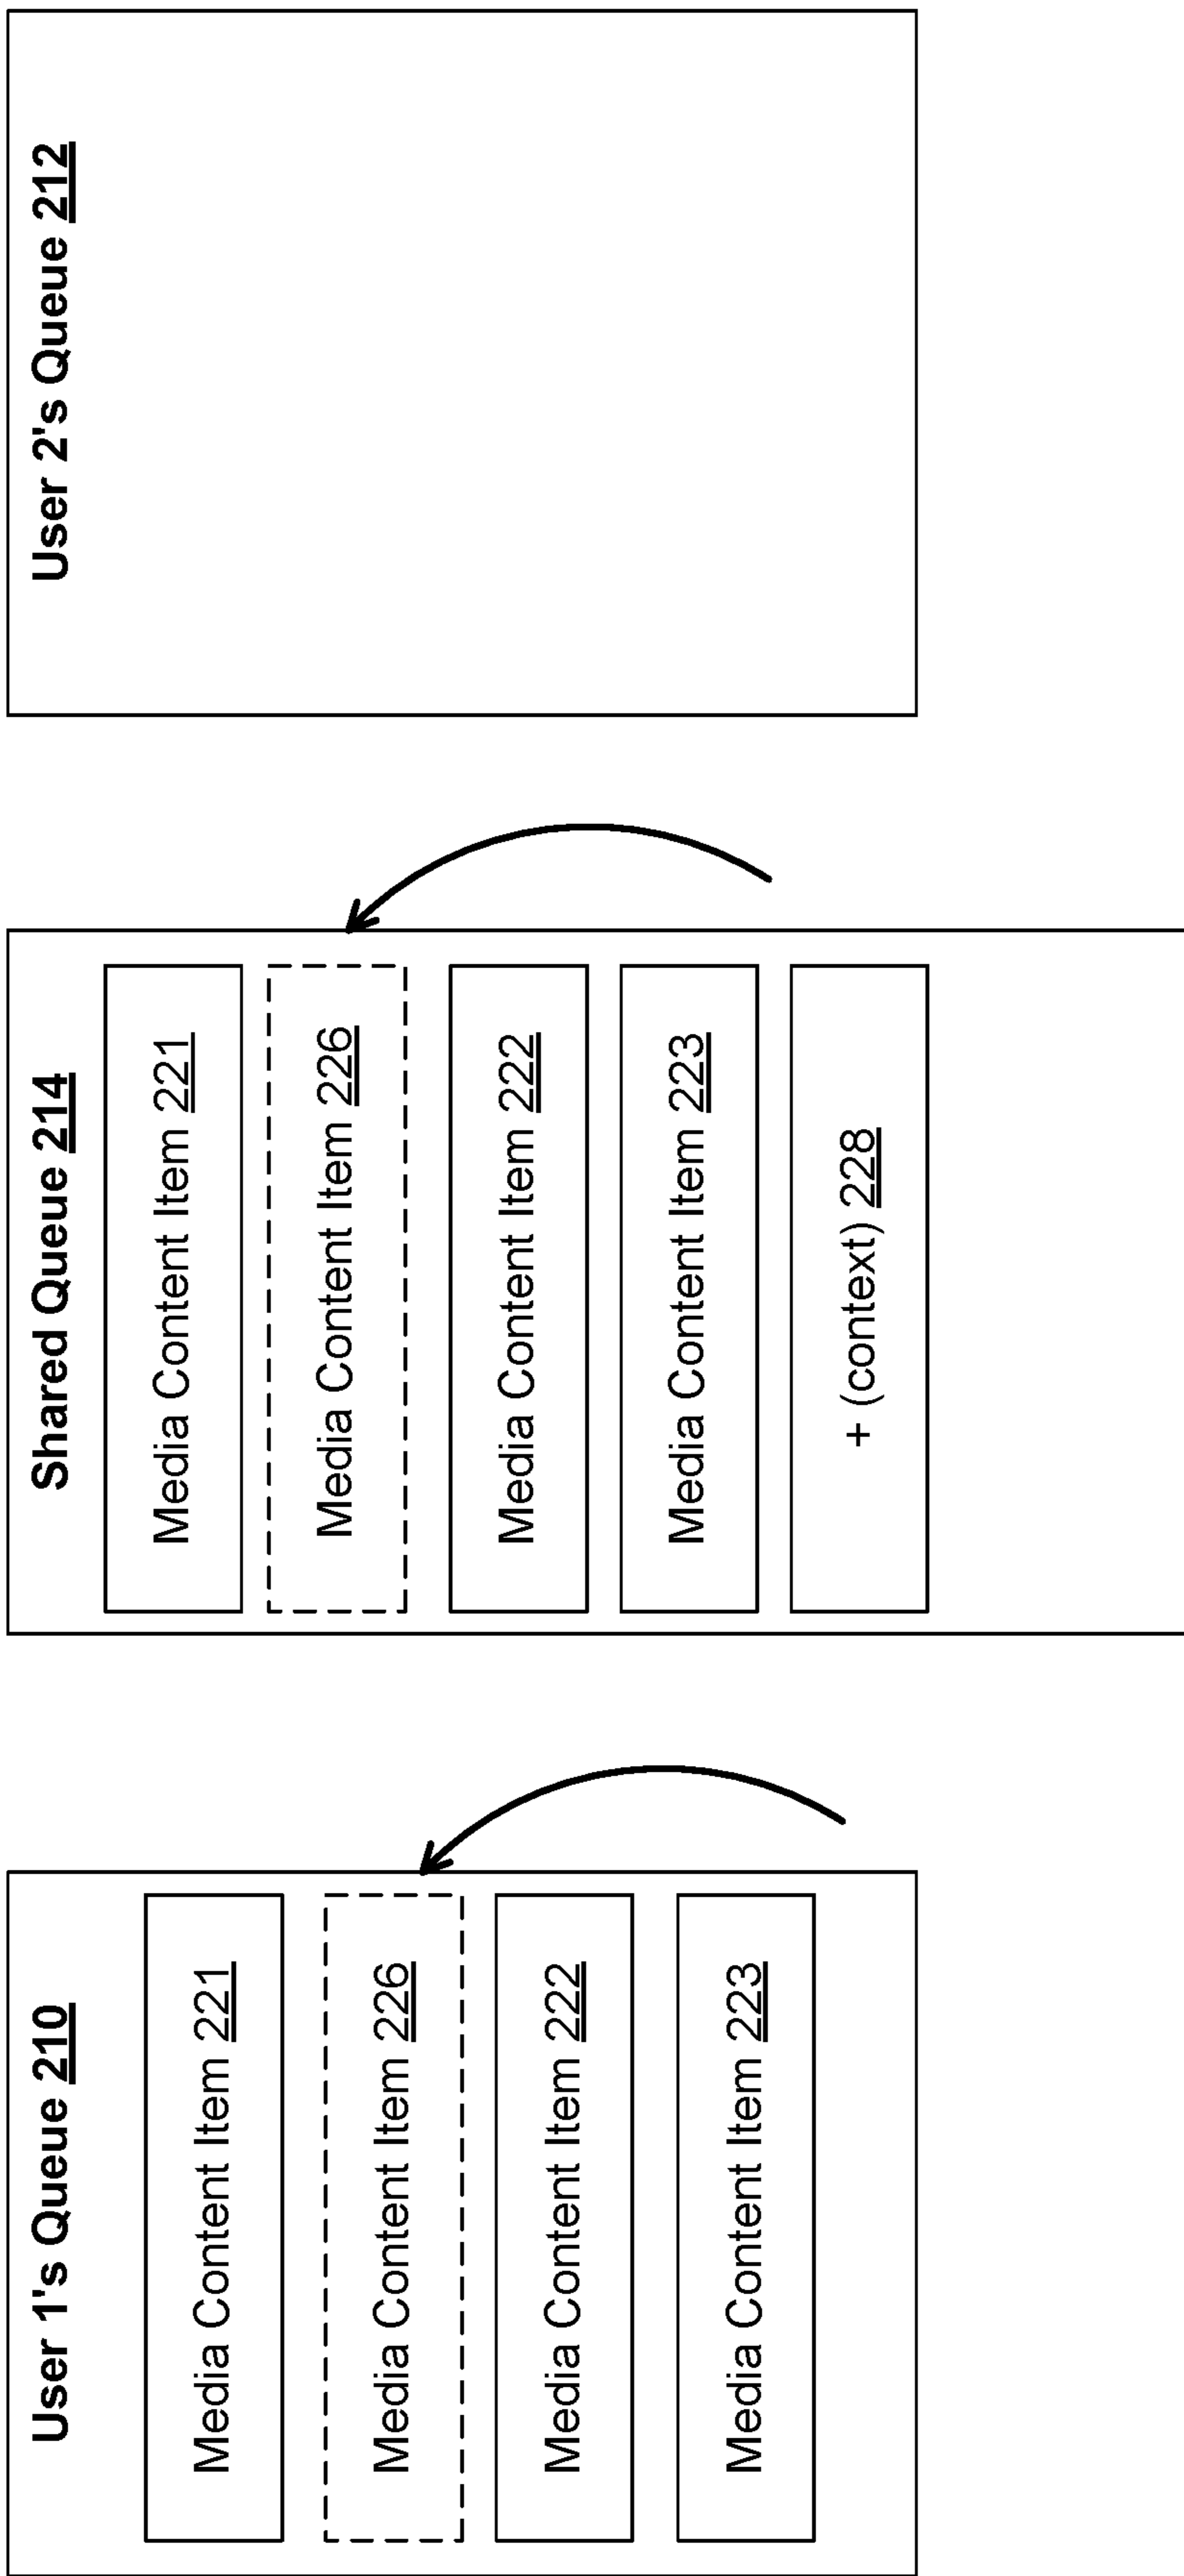 User 1's Queue 210
Media Content Item 221
Media Content Item 226
Media Content Item 222
Media Content Item 223
Shared Queue 214
Media Content Item 221
Media Content Item 226
Media Content Item 222
Media Content Item 223
+ (context) 228
User 2's Queue 212